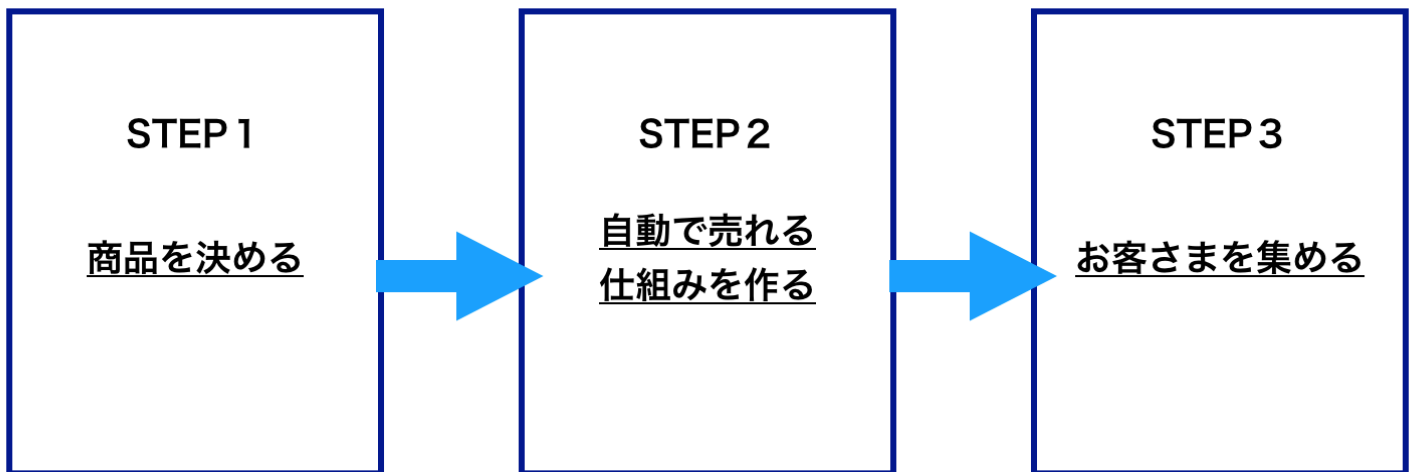 STEP1
商品を決める
STEP2
自動で売れる
仕組みを作る
STEP3
お客さまを集める